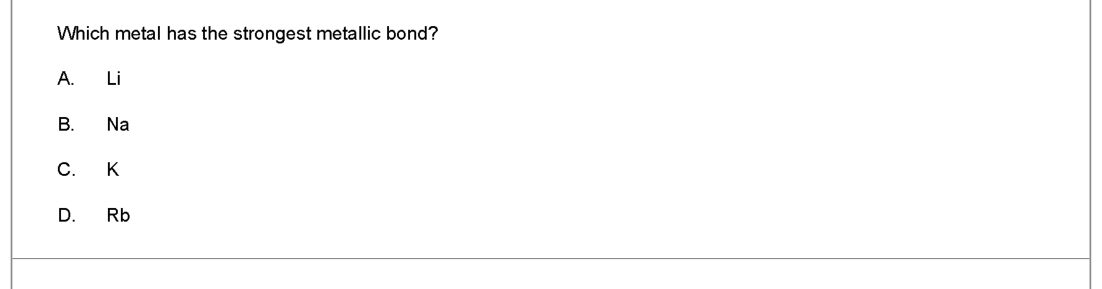 Which metal has the strongest metallic bond?
A. Li
B. Na
C. K
D. Rb